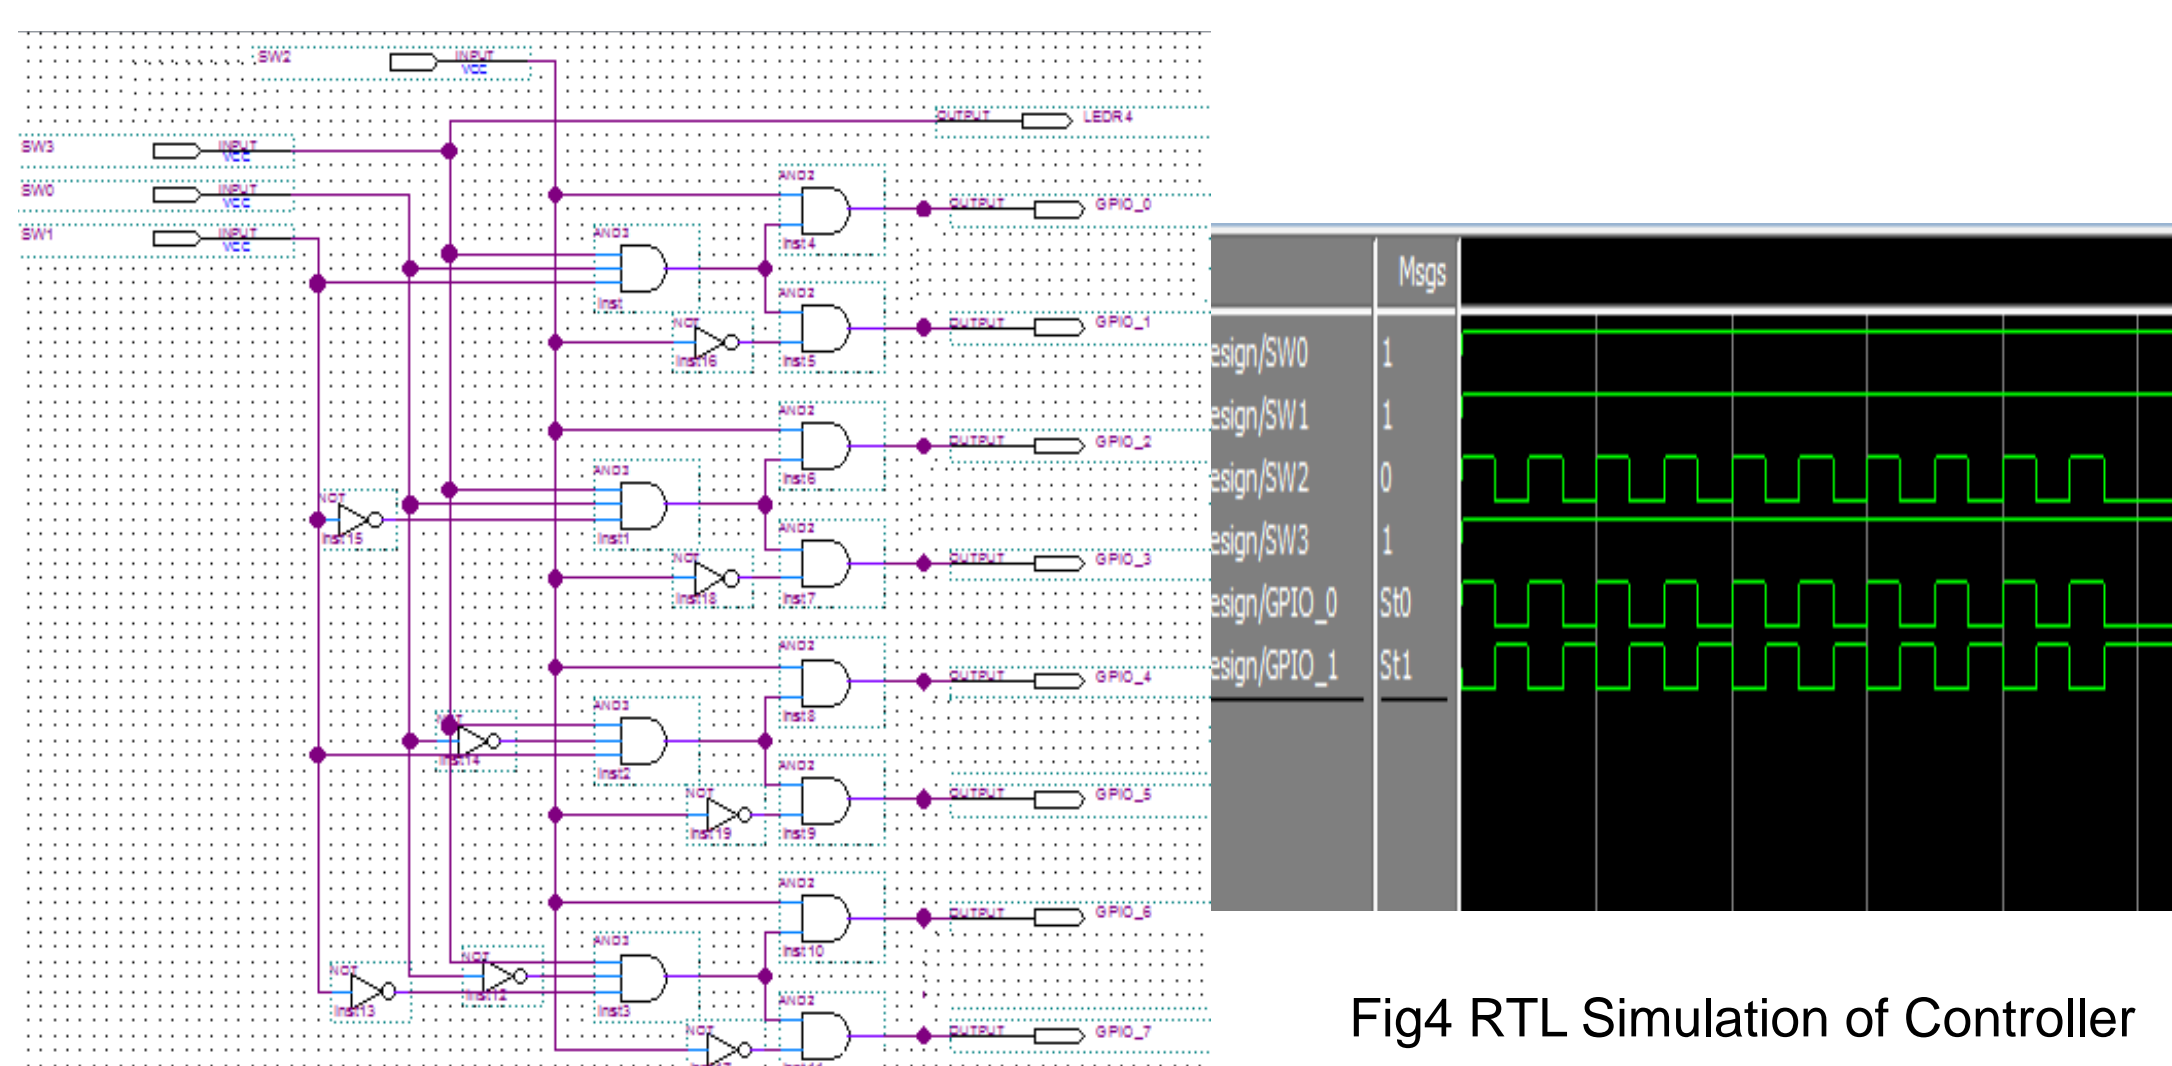 SW2 INPUT
VCC
OUTPUT LEDR4
SW3 INPUT
VCC
SW0 INPUT
VCC
SW1 INPUT
VCC
AND2
OUTPUT GPIO_0
inst4
AND3
inst
AND2
OUTPUT GPIO_1
NOT
inst16
inst5
AND2
OUTPUT GPIO_2
inst6
AND3
NOT
inst15
inst1
AND2
OUTPUT GPIO_3
NOT
inst18
inst7
AND2
OUTPUT GPIO_4
inst8
AND3
NOT
inst14
inst2
AND2
OUTPUT GPIO_5
NOT
inst19
inst9
AND2
OUTPUT GPIO_6
inst10
AND3
NOT
inst12
NOT
inst13
inst3
AND2
OUTPUT GPIO_7
NOT
Msgs
esign/SW0 1
esign/SW1 1
esign/SW2 0
esign/SW3 1
esign/GPIO_0 St0
esign/GPIO_1 St1
Fig4 RTL Simulation of Controller